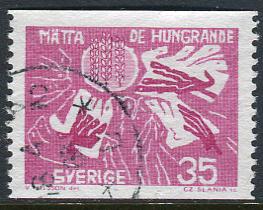 MÄTTA DE HUNGRANDE
SVERIGE 35
CZ. SLANIA SC